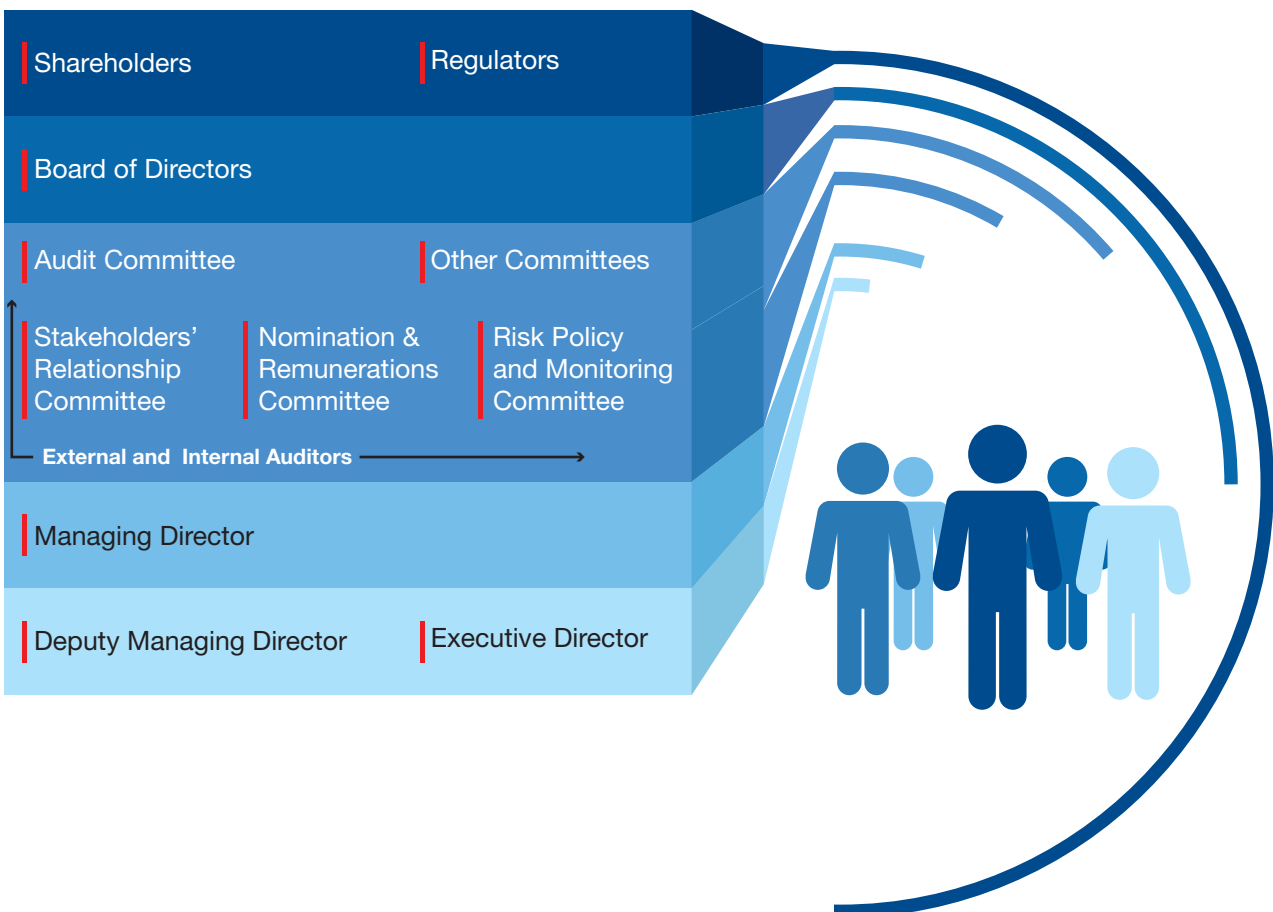 Shareholders
Regulators
Board of Directors
Audit Committee
Other Committees
Stakeholders’
Relationship
Committee
Nomination &
Remunerations
Committee
Risk Policy
and Monitoring
Committee
External and Internal Auditors
Managing Director
Deputy Managing Director
Executive Director